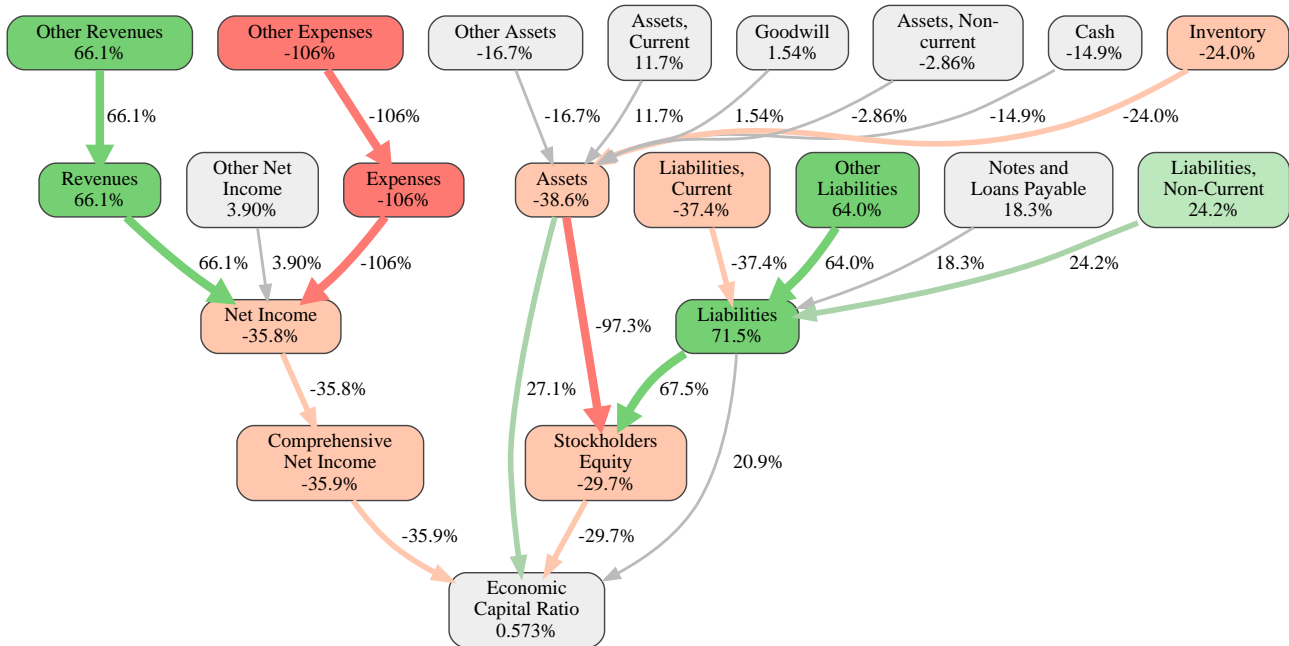 Other Revenues
66.1%
Other Expenses
-106%
Other Assets
-16.7%
Assets,
Current
11.7%
Goodwill
1.54%
Assets, Non-
current
-2.86%
Cash
-14.9%
Inventory
-24.0%
66.1%
-106%
-16.7%
11.7%
1.54%
-2.86%
-14.9%
-24.0%
Revenues
66.1%
Other Net
Income
3.90%
Expenses
-106%
Assets
-38.6%
Liabilities,
Current
-37.4%
Other
Liabilities
64.0%
Notes and
Loans Payable
18.3%
Liabilities,
Non-Current
24.2%
66.1%
3.90%
-106%
-37.4%
64.0%
18.3%
24.2%
Net Income
-35.8%
-97.3%
Liabilities
71.5%
-35.8%
27.1%
67.5%
Comprehensive
Net Income
-35.9%
Stockholders
Equity
-29.7%
20.9%
-35.9%
-29.7%
Economic
Capital Ratio
0.573%